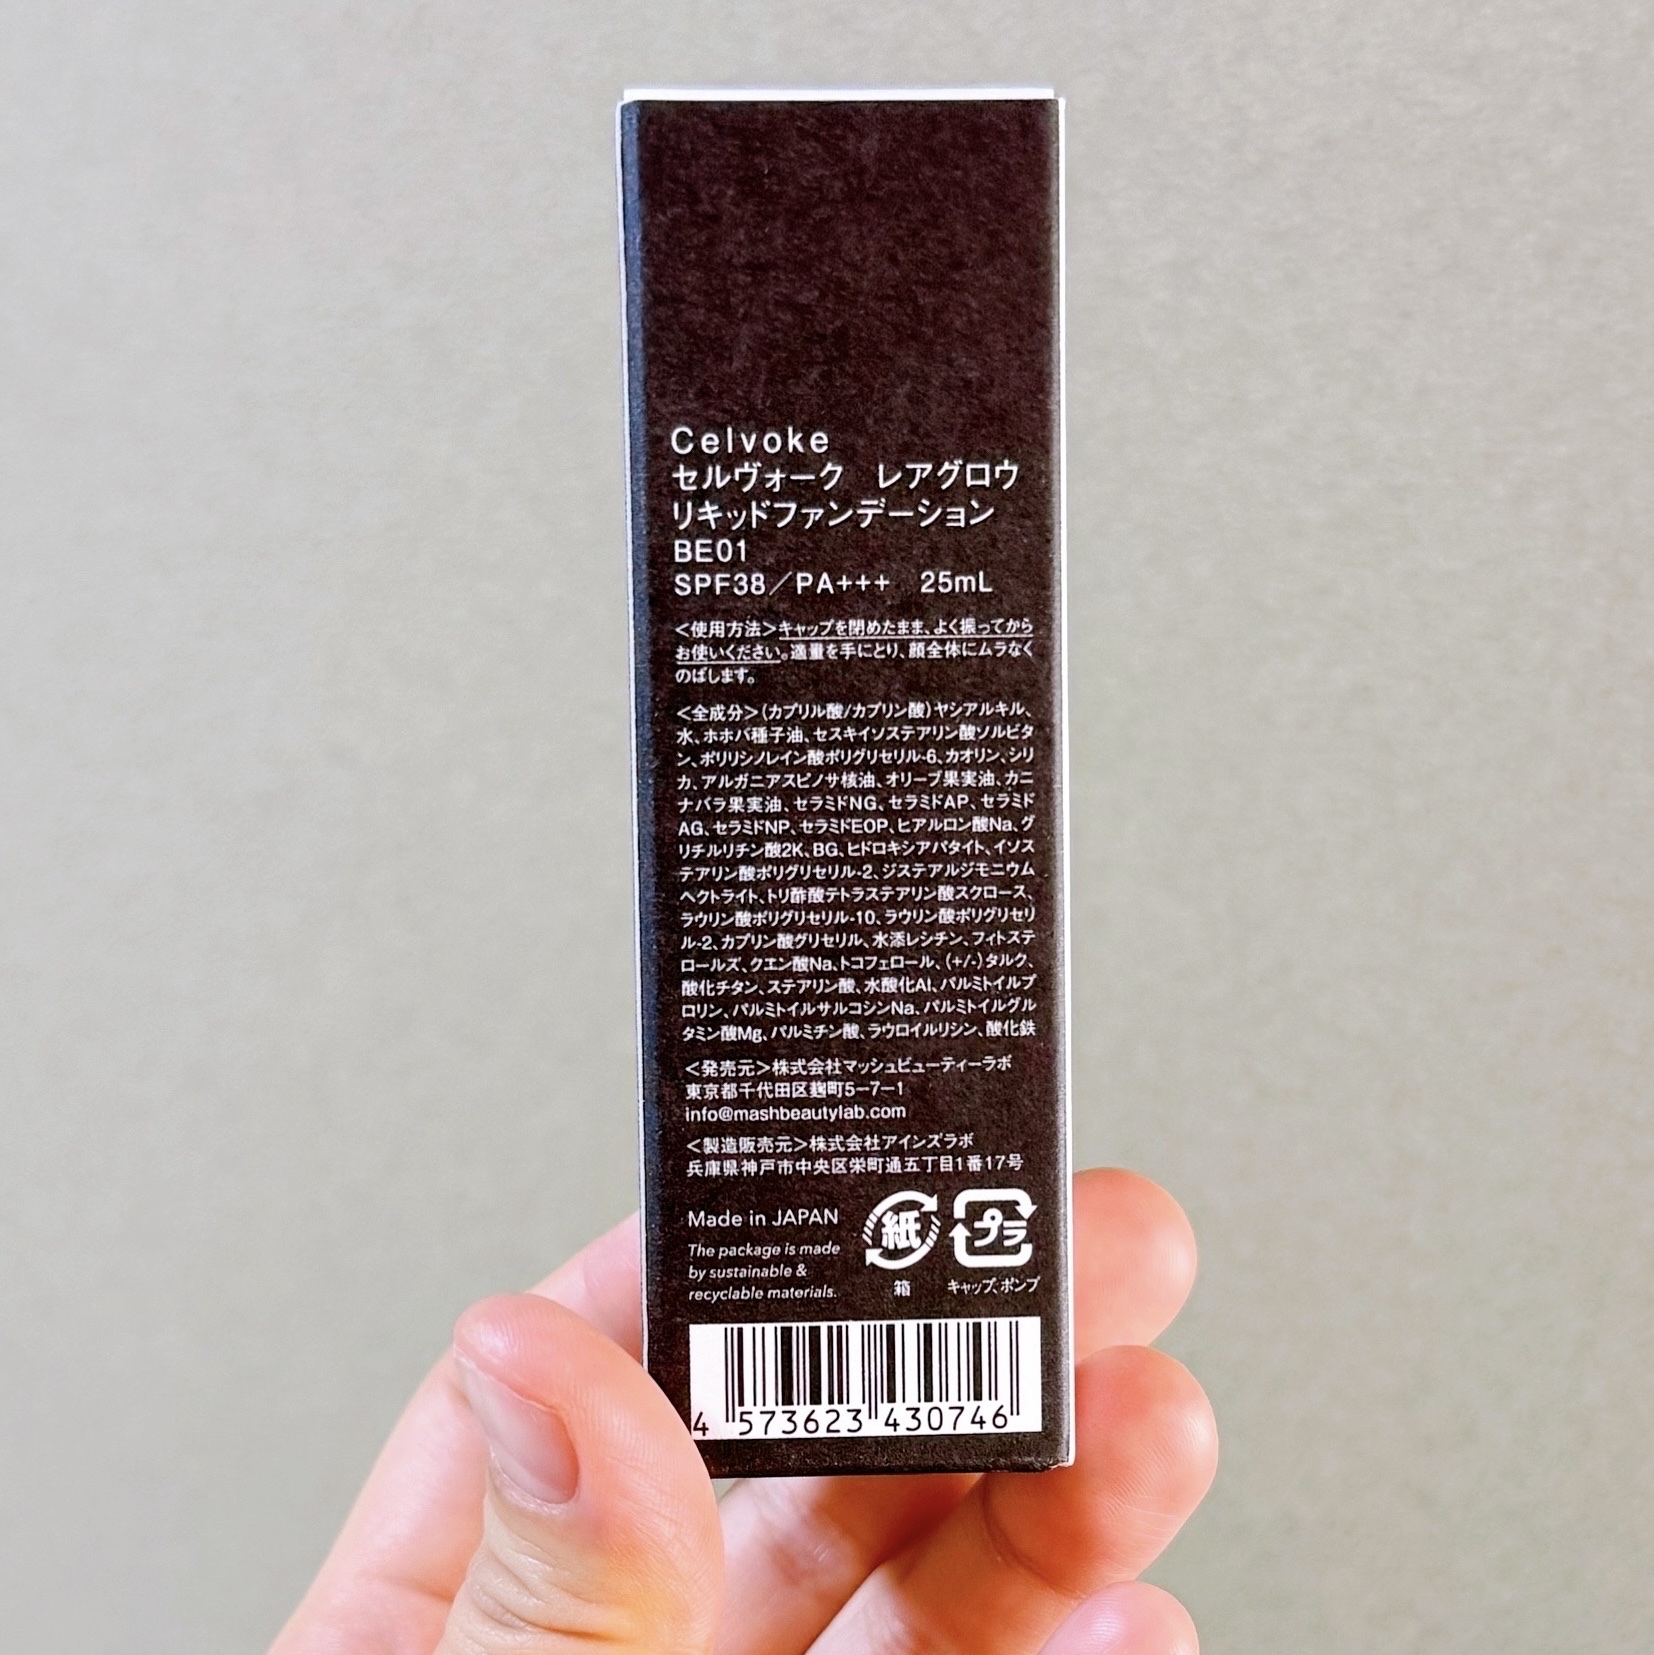 Celvoke
セルヴォーク　レアグロウ
リキッドファンデーション
BE01
SPF38／PA+++　25mL
＜使用方法＞キャップを閉めたまま、よく振ってから
お使いください。適量を手にとり、顔全体にムラなく
のばします。
＜全成分＞（カプリル酸/カプリン酸）ヤシアルキル、
水、ホホバ種子油、セスキイソステアリン酸ソルビタ
ン、ポリリシノレイン酸ポリグリセリル-6、カオリン、シリ
カ、アルガニアスピノサ核油、オリーブ果実油、カニ
ナバラ果実油、セラミドNG、セラミドAP、セラミド
AG、セラミドNP、セラミドEOP、ヒアルロン酸Na、グ
リチルリチン酸2K、BG、ヒドロキシアパタイト、イソス
テアリン酸ポリグリセリル-2、ジステアルジモニウム
ヘクトライト、トリ酢酸テトラステアリン酸スクロース、
ラウリン酸ポリグリセリル-10、ラウリン酸ポリグリセリ
ル-2、カプリン酸グリセリル、水添レシチン、フィトステ
ロールズ、クエン酸Na、トコフェロール、(+/-)タルク、
酸化チタン、ステアリン酸、水酸化Al、パルミトイルプ
ロリン、パルミトイルサルコシンNa、パルミトイルグル
タミン酸Mg、パルミチン酸、ラウロイルリシン、酸化鉄
＜発売元＞株式会社マッシュビューティーラボ
東京都千代田区麹町5−7−1
info@mashbeautylab.com
＜製造販売元＞株式会社アインズラボ
兵庫県神戸市中央区栄町通五丁目1番17号
Made in JAPAN
The package is made
by sustainable &
recyclable materials.
紙
箱
プラ
キャップ、ポンプ
4 573623 430746